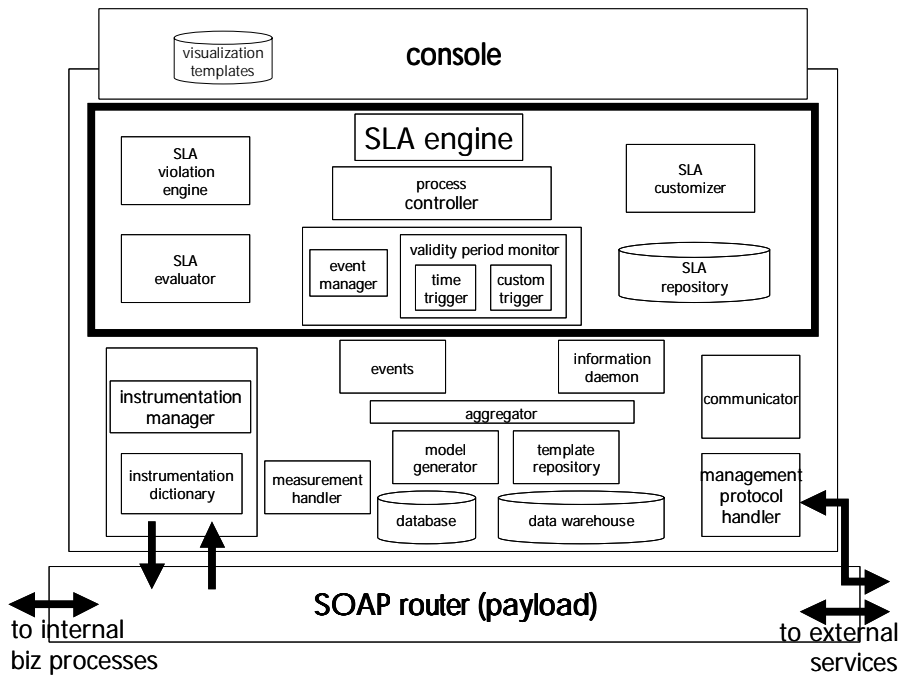 visualization
templates
console
SLA engine
SLA
violation
engine
process
controller
SLA
customizer
SLA
evaluator
event
manager
validity period monitor
time
trigger
custom
trigger
SLA
repository
events
information
daemon
instrumentation
manager
communicator
aggregator
model
generator
template
repository
instrumentation
dictionary
measurement
handler
management
protocol
handler
database
data warehouse
SOAP router (payload)
to internal
biz processes
to external
services